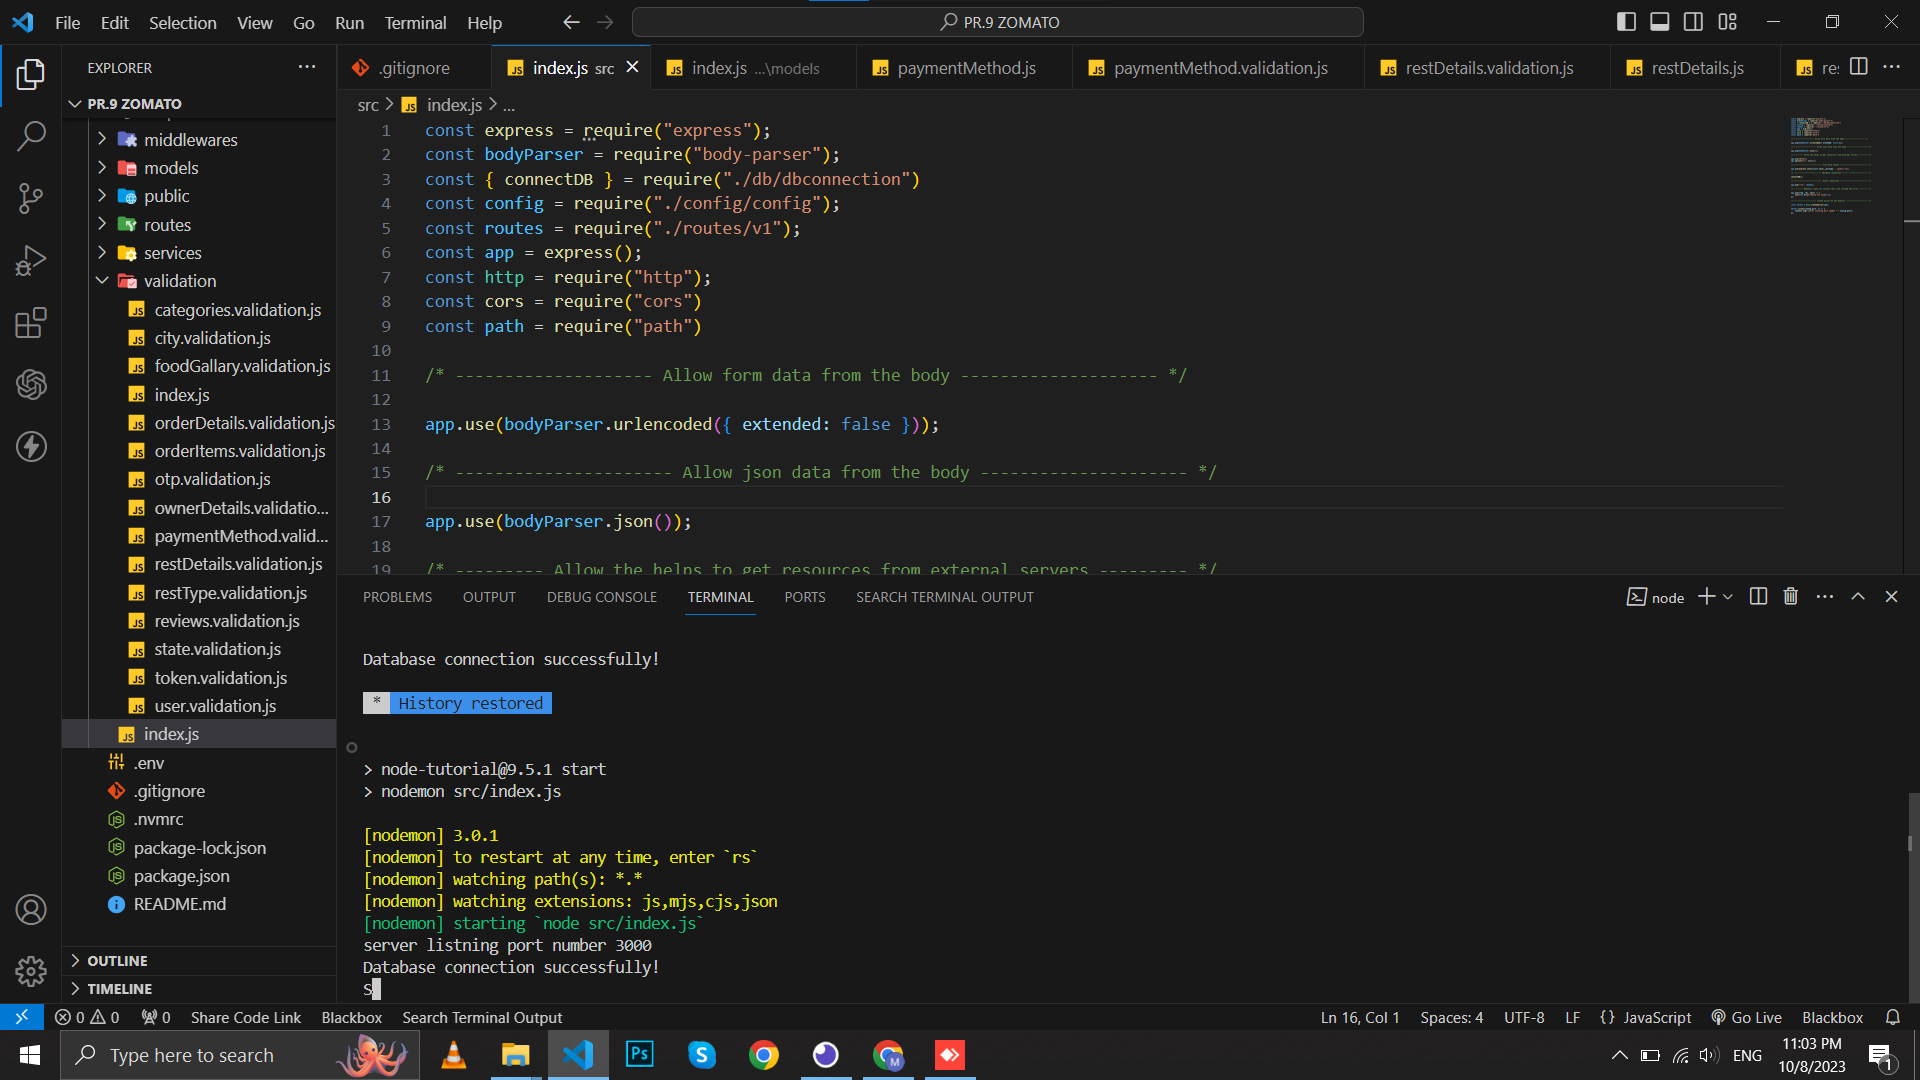 File Edit Selection View Go Run Terminal Help
PR.9 ZOMATO
EXPLORER
.gitignore
index.js src
index.js ...\models
paymentMethod.js
paymentMethod.validation.js
restDetails.validation.js
restDetails.js
PR.9 ZOMATO
middlewares
models
public
routes
services
validation
categories.validation.js
city.validation.js
foodGallary.validation.js
index.js
orderDetails.validation.js
orderItems.validation.js
otp.validation.js
ownerDetails.validatio...
paymentMethod.valid...
restDetails.validation.js
restType.validation.js
reviews.validation.js
state.validation.js
token.validation.js
user.validation.js
index.js
.env
.gitignore
.nvmrc
package-lock.json
package.json
README.md
OUTLINE
TIMELINE
src > index.js > ...
1 const express = require("express");
2 const bodyParser = require("body-parser");
3 const { connectDB } = require("./db/dbconnection")
4 const config = require("./config/config");
5 const routes = require("./routes/v1");
6 const app = express();
7 const http = require("http");
8 const cors = require("cors")
9 const path = require("path")
10
11 /* -------------------- Allow form data from the body -------------------- */
12
13 app.use(bodyParser.urlencoded({ extended: false }));
14
15 /* ---------------------- Allow json data from the body --------------------- */
16
17 app.use(bodyParser.json());
18
19 /* --------- Allow the helps to get resources from external servers --------- */
PROBLEMS OUTPUT DEBUG CONSOLE TERMINAL PORTS SEARCH TERMINAL OUTPUT
node
Database connection successfully!
* History restored
> node-tutorial@9.5.1 start
> nodemon src/index.js
[nodemon] 3.0.1
[nodemon] to restart at any time, enter `rs`
[nodemon] watching path(s): *.*
[nodemon] watching extensions: js,mjs,cjs,json
[nodemon] starting `node src/index.js`
server listning port number 3000
Database connection successfully!
S
0 0 0 Share Code Link Blackbox Search Terminal Output
Ln 16, Col 1 Spaces: 4 UTF-8 LF {} JavaScript Go Live Blackbox
Type here to search
Ps
ENG
11:03 PM
10/8/2023
1